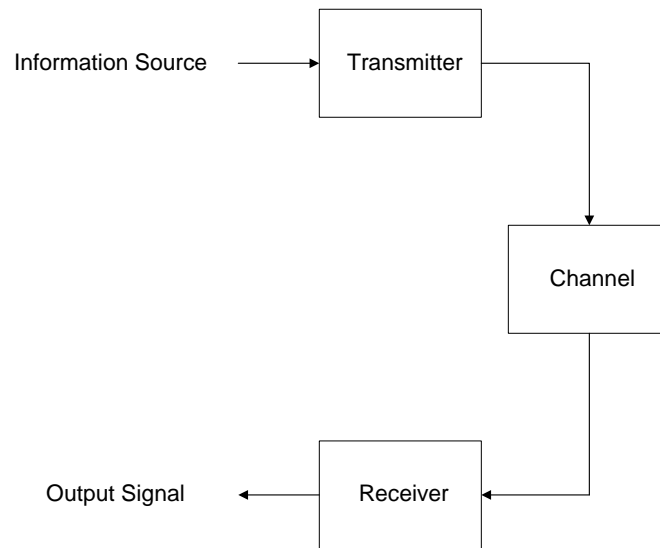 Information Source
Transmitter
Channel
Receiver
Output Signal